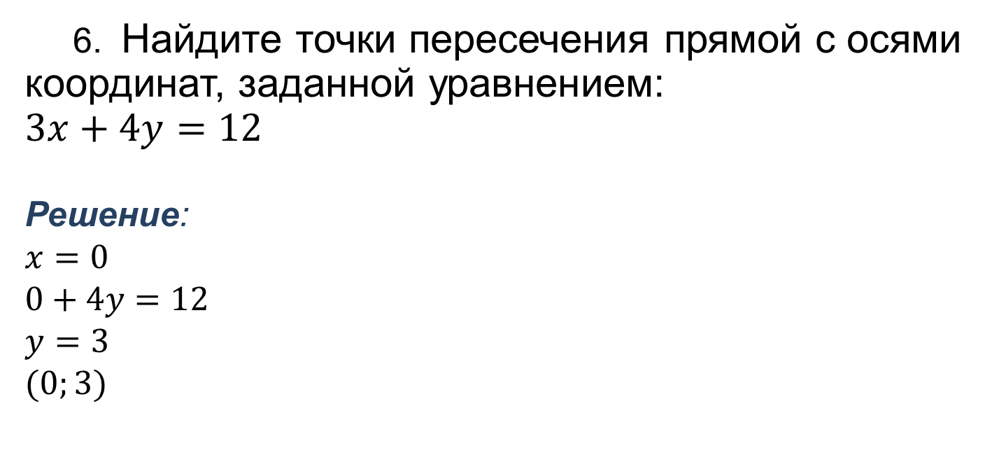 6. Найдите точки пересечения прямой с осями
координат, заданной уравнением:
3x + 4y = 12
Решение:
x = 0
0 + 4y = 12
y = 3
(0; 3)